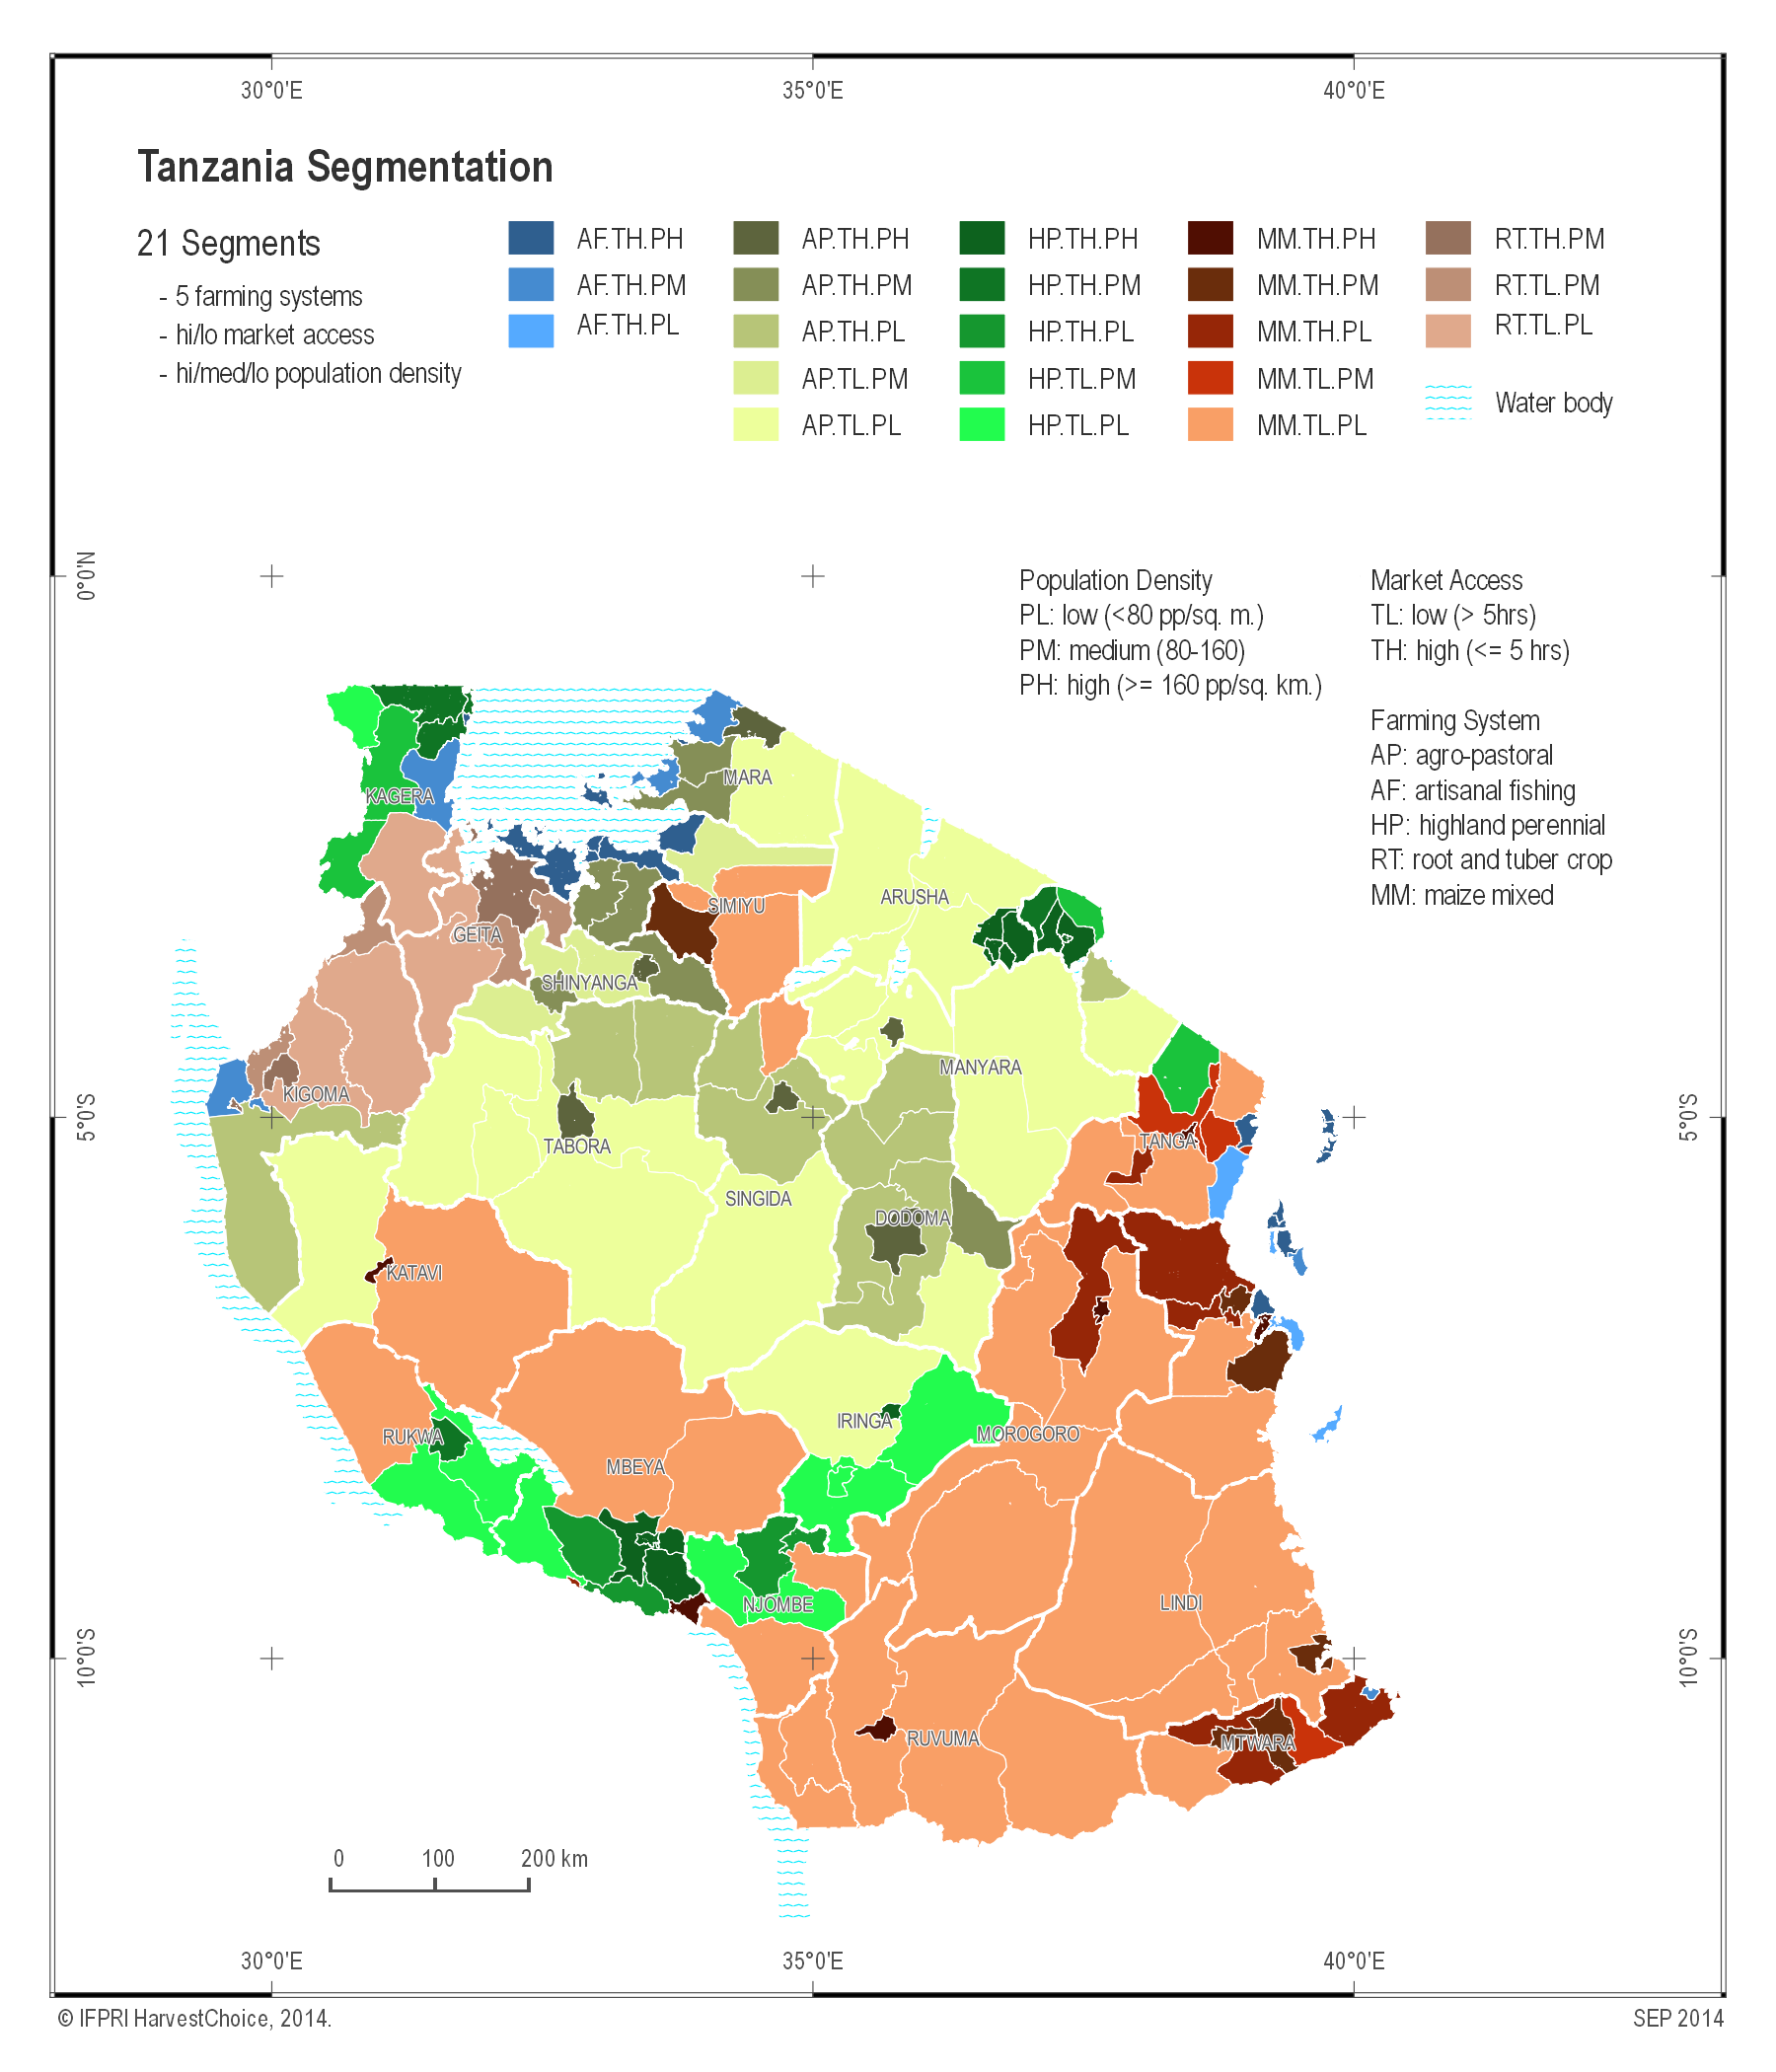 30°0'E 35°0'E 40°0'E
Tanzania Segmentation
21 Segments
- 5 farming systems
- hi/lo market access
- hi/med/lo population density
AF.TH.PH
AF.TH.PM
AF.TH.PL
AP.TH.PH
AP.TH.PM
AP.TH.PL
AP.TL.PM
AP.TL.PL
HP.TH.PH
HP.TH.PM
HP.TH.PL
HP.TL.PM
HP.TL.PL
MM.TH.PH
MM.TH.PM
MM.TH.PL
MM.TL.PM
MM.TL.PL
RT.TH.PM
RT.TL.PM
RT.TL.PL
Water body
0°0'N
Population Density
PL: low (<80 pp/sq. m.)
PM: medium (80-160)
PH: high (>= 160 pp/sq. km.)
Market Access
TL: low (> 5hrs)
TH: high (<= 5 hrs)
Farming System
AP: agro-pastoral
AF: artisanal fishing
HP: highland perennial
RT: root and tuber crop
MM: maize mixed
MARA
KAGERA
ARUSHA
SIMIYU
GEITA
SHINYANGA
MANYARA
KIGOMA
5°0'S 5°0'S
TANGA
TABORA
SINGIDA
DODOMA
KATAVI
IRINGA
MOROGORO
RUKWA
MBEYA
LINDI
NJOMBE
10°0'S 10°0'S
RUVUMA
MTWARA
0 100 200 km
30°0'E 35°0'E 40°0'E
© IFPRI HarvestChoice, 2014. SEP 2014